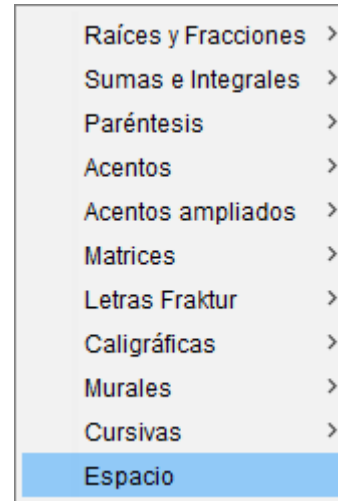 Raíces y Fracciones
Sumas e Integrales
Paréntesis
Acentos
Acentos ampliados
Matrices
Letras Fraktur
Caligráficas
Murales
Cursivas
Espacio